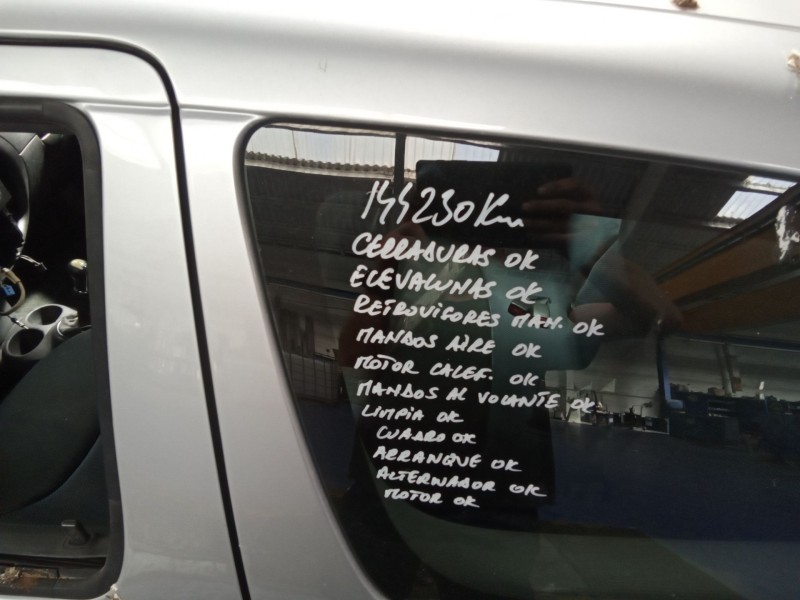 144230 Km
CERRADURAS OK
ELEVALUNAS OK
RETROVISORES MAN. OK
MANDOS AIRE OK
MOTOR CALEF. OK
MANDOS AL VOLANTE OK
LIMPIA OK
CUADRO OK
ARRANQUE OK
ALTERNADOR OK
MOTOR OK